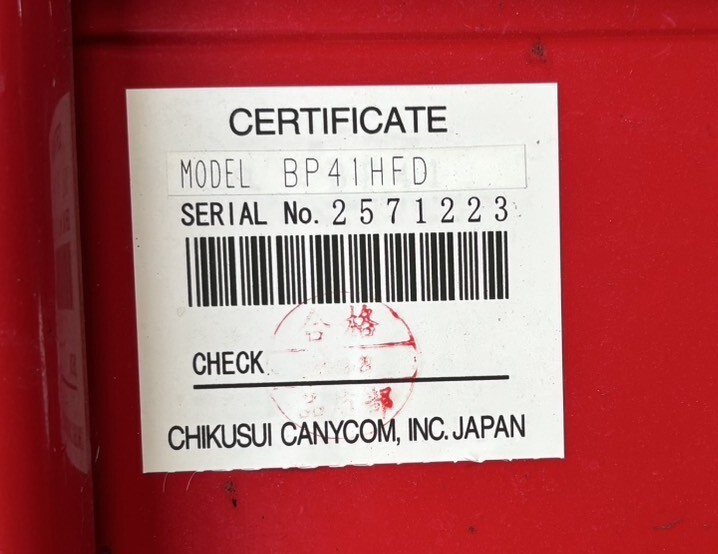 CERTIFICATE
MODEL BP41HFD
SERIAL No. 2571223
合格
CHECK
CHIKUSUI CANYCOM, INC. JAPAN